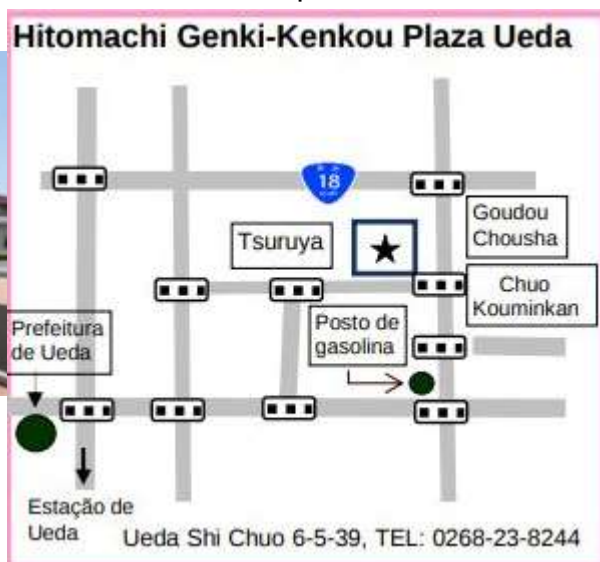 Hitomachi Genki-Kenkou Plaza Ueda
18
Goudou
Chousha
Tsuruya
Chuo
Kouminkan
Prefeitura
de Ueda
Posto de
gasolina
Estação de
Ueda
Ueda Shi Chuo 6-5-39, TEL: 0268-23-8244